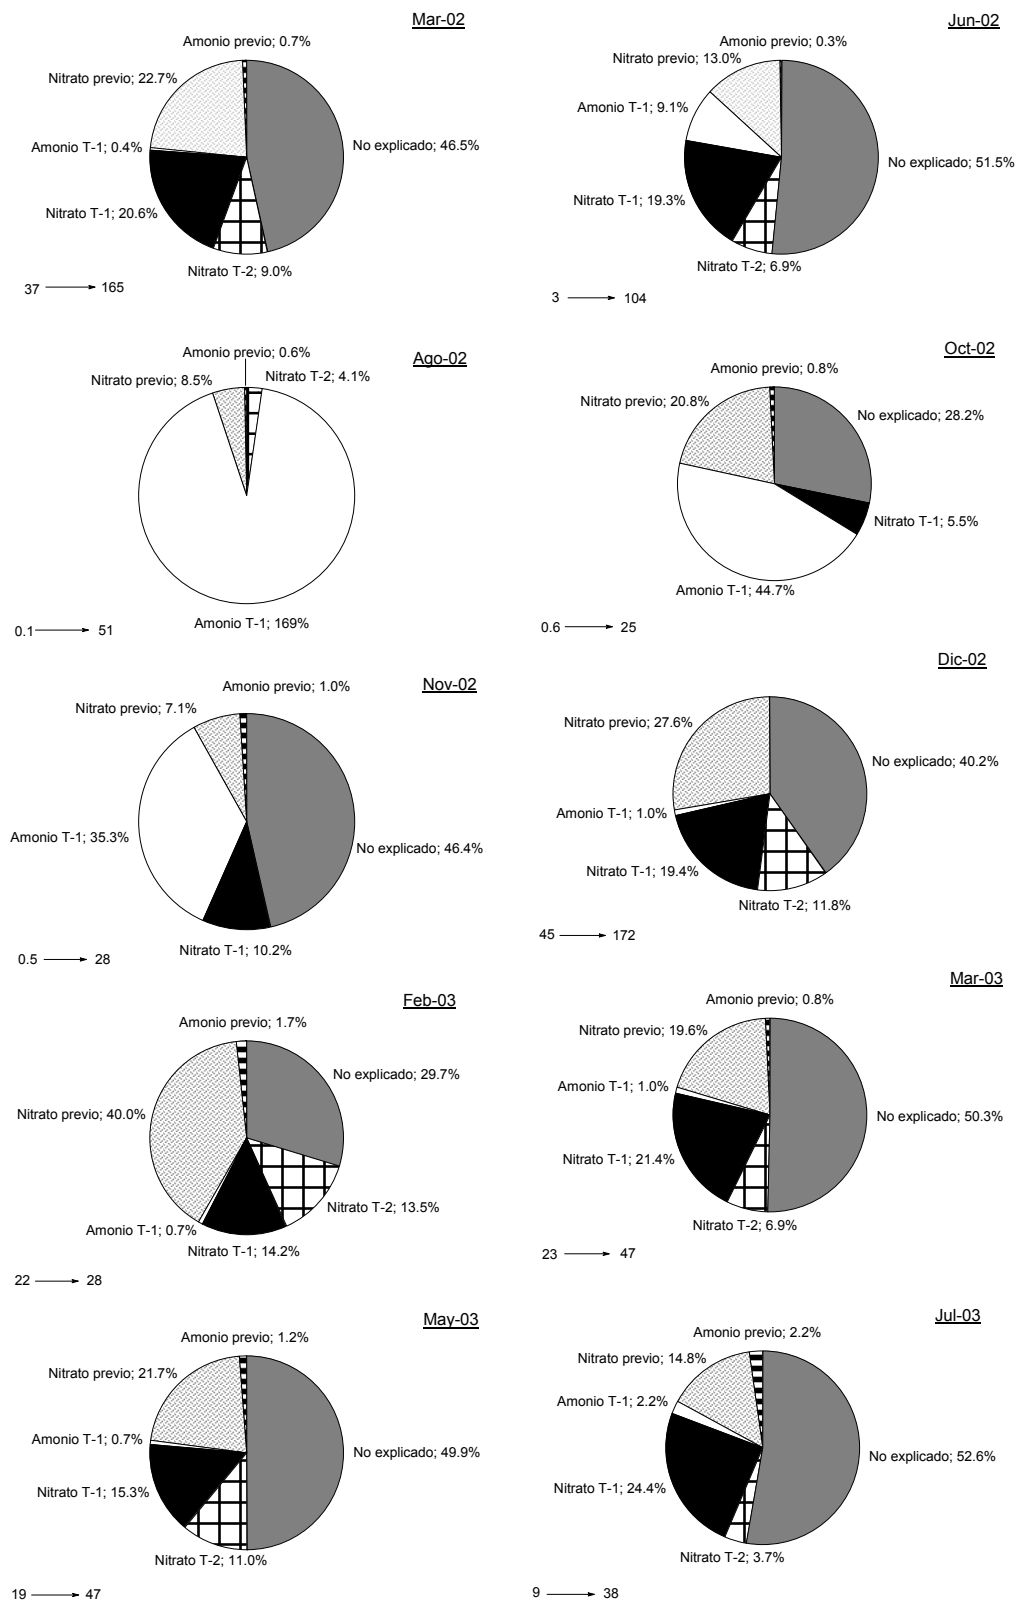 Mar-02
Amonio previo; 0.7%
Nitrato previo; 22.7%
Amonio T-1; 0.4%
No explicado; 46.5%
Nitrato T-1; 20.6%
Nitrato T-2; 9.0%
37 165
Jun-02
Amonio previo; 0.3%
Nitrato previo; 13.0%
Amonio T-1; 9.1%
No explicado; 51.5%
Nitrato T-1; 19.3%
Nitrato T-2; 6.9%
3 104
Ago-02
Amonio previo; 0.6%
Nitrato previo; 8.5%
Nitrato T-2; 4.1%
Amonio T-1; 169%
0.1 51
Oct-02
Amonio previo; 0.8%
Nitrato previo; 20.8%
No explicado; 28.2%
Nitrato T-1; 5.5%
Amonio T-1; 44.7%
0.6 25
Nov-02
Amonio previo; 1.0%
Nitrato previo; 7.1%
Amonio T-1; 35.3%
No explicado; 46.4%
Nitrato T-1; 10.2%
0.5 28
Dic-02
Nitrato previo; 27.6%
No explicado; 40.2%
Amonio T-1; 1.0%
Nitrato T-1; 19.4%
Nitrato T-2; 11.8%
45 172
Feb-03
Amonio previo; 1.7%
No explicado; 29.7%
Nitrato previo; 40.0%
Nitrato T-2; 13.5%
Amonio T-1; 0.7%
Nitrato T-1; 14.2%
22 28
Mar-03
Amonio previo; 0.8%
Nitrato previo; 19.6%
Amonio T-1; 1.0%
No explicado; 50.3%
Nitrato T-1; 21.4%
Nitrato T-2; 6.9%
23 47
May-03
Amonio previo; 1.2%
Nitrato previo; 21.7%
Amonio T-1; 0.7%
No explicado; 49.9%
Nitrato T-1; 15.3%
Nitrato T-2; 11.0%
19 47
Jul-03
Amonio previo; 2.2%
Nitrato previo; 14.8%
Amonio T-1; 2.2%
No explicado; 52.6%
Nitrato T-1; 24.4%
Nitrato T-2; 3.7%
9 38